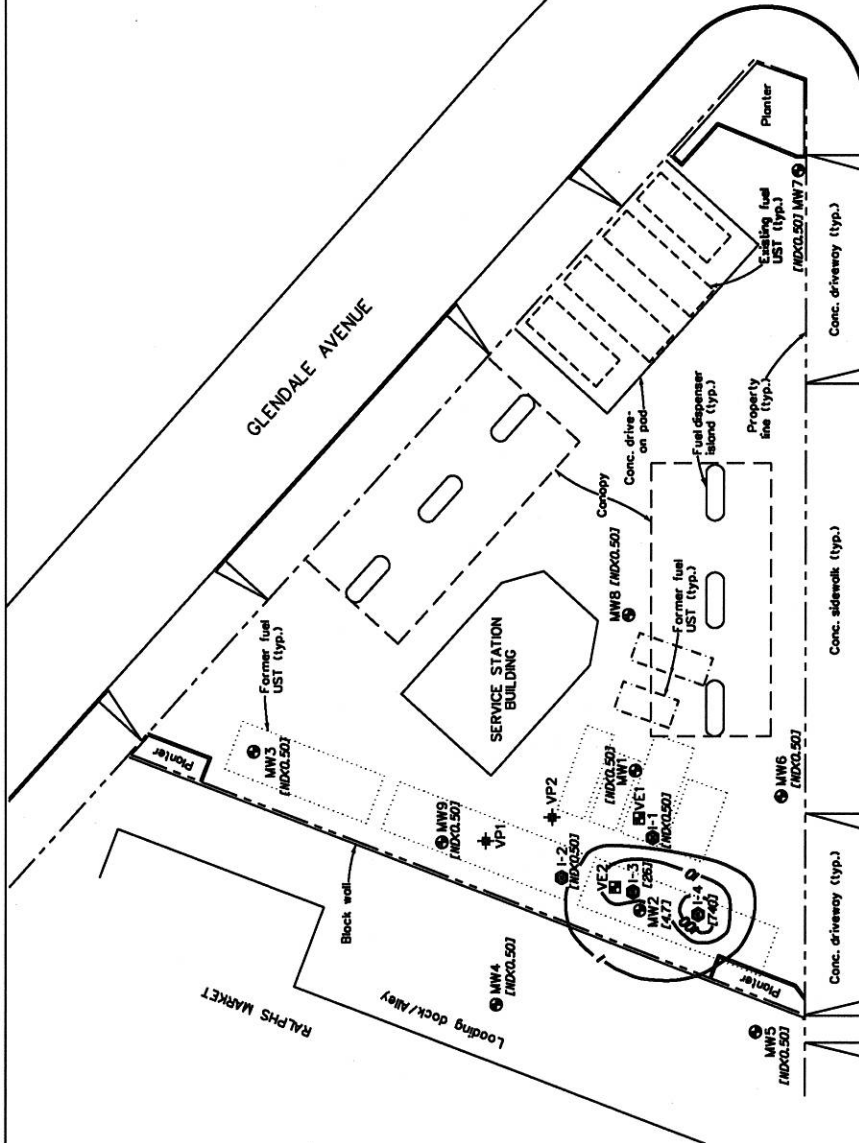 GLENDALE AVENUE
Planter
Existing fuel
UST (typ.)
[ND<0.50] MW7
Conc. driveway (typ.)
Property
line (typ.)
Conc. drive-
on pad
Fuel dispenser
island (typ.)
Canopy
MW8 [ND<0.50]
Former fuel
UST (typ.)
Conc. sidewalk (typ.)
SERVICE STATION
BUILDING
Former fuel
UST (typ.)
Planter
MW3
[ND<0.50]
MW9
[ND<0.50]
VP1
VP2
[ND<0.50]
MW1
VE1
I-1
[ND<0.50]
MW6
[ND<0.50]
I-2
[ND<0.50]
VE2
I-3
[26]
MW2
[4.7]
I-4
[740]
1
Planter
Conc. driveway (typ.)
Block wall
MW4
[ND<0.50]
Loading dock/Alley
RALPHS MARKET
MW5
[ND<0.50]